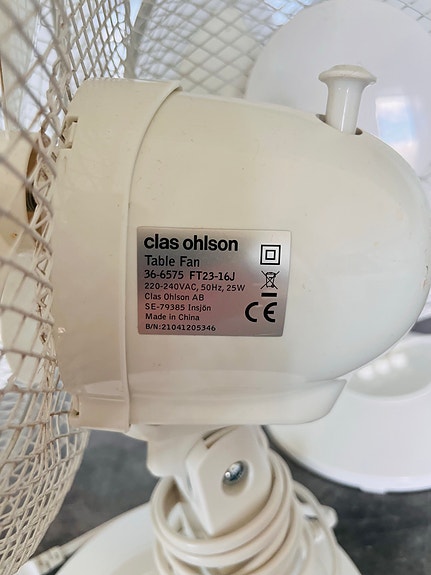 clas ohlson
Table Fan
36-6575 FT23-16J
220-240VAC, 50Hz, 25W
Clas Ohlson AB
SE-79385 Insjön
Made in China
B/N:21041205346
CE